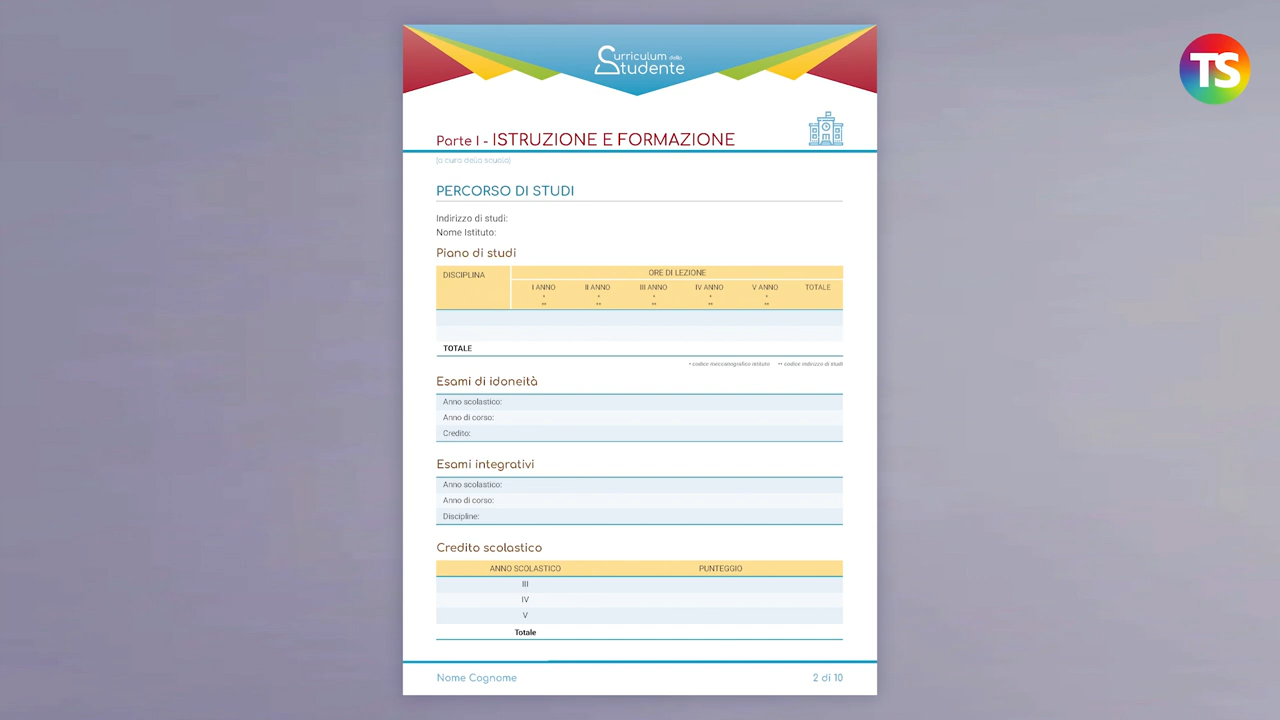 Curriculum dello
Studente
TS
Parte I - ISTRUZIONE E FORMAZIONE
(a cura della scuola)
PERCORSO DI STUDI
Indirizzo di studi:
Nome Istituto:
Piano di studi
DISCIPLINA
ORE DI LEZIONE
I ANNO II ANNO III ANNO IV ANNO V ANNO TOTALE
* * * * *
** ** ** ** **
TOTALE
* codice meccanografico istituto ** codice indirizzo di studi
Esami di idoneità
Anno scolastico:
Anno di corso:
Credito:
Esami integrativi
Anno scolastico:
Anno di corso:
Discipline:
Credito scolastico
ANNO SCOLASTICO PUNTEGGIO
III
IV
V
Totale
Nome Cognome 2 di 10